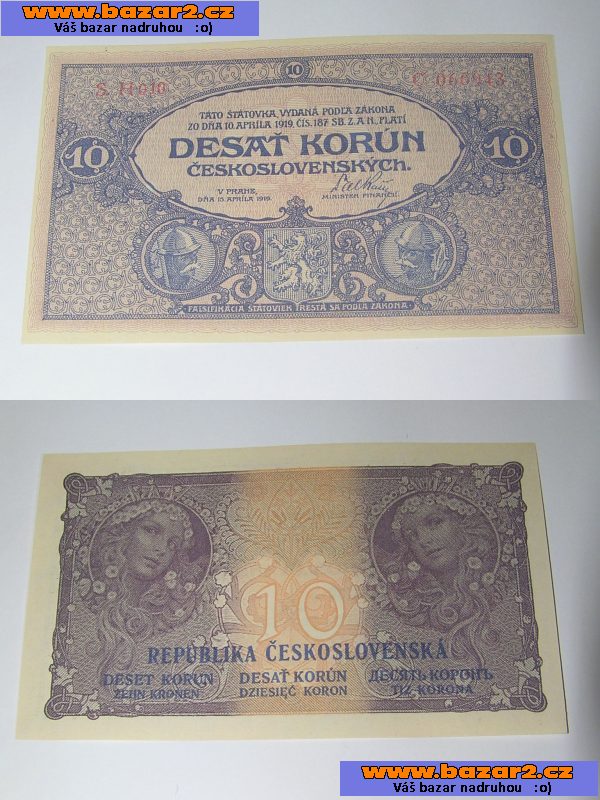 www.bazar2.cz
Váš bazar nadruhou :o)
10
S. H 010
TÁTO ŠTÁTOVKA, VYDANÁ PODĽA ZÁKONA
ZO DŇA 10. APRÍLA 1919, ČÍS. 187 SB. Z. A N., PLATÍ
10
DESAŤ KORÚN
10
ČESKOSLOVENSKÝCH.
V PRAHE,
DŇA 15. APRÍLA 1919.
MINISTER FINANCIÍ.
FALSIFIKÁCIA ŠTÁTOVIEK TRESTÁ SA PODĽA ZÁKONA.
10
REPUBLIKA ČESKOSLOVENSKÁ
DESET KORUN DESAŤ KORÚN ДЕСЯТЬ КОРОНЪ
ZEHN KRONEN DZIESIĘĆ KORON TIZ KORONA
www.bazar2.cz
Váš bazar nadruhou :o)